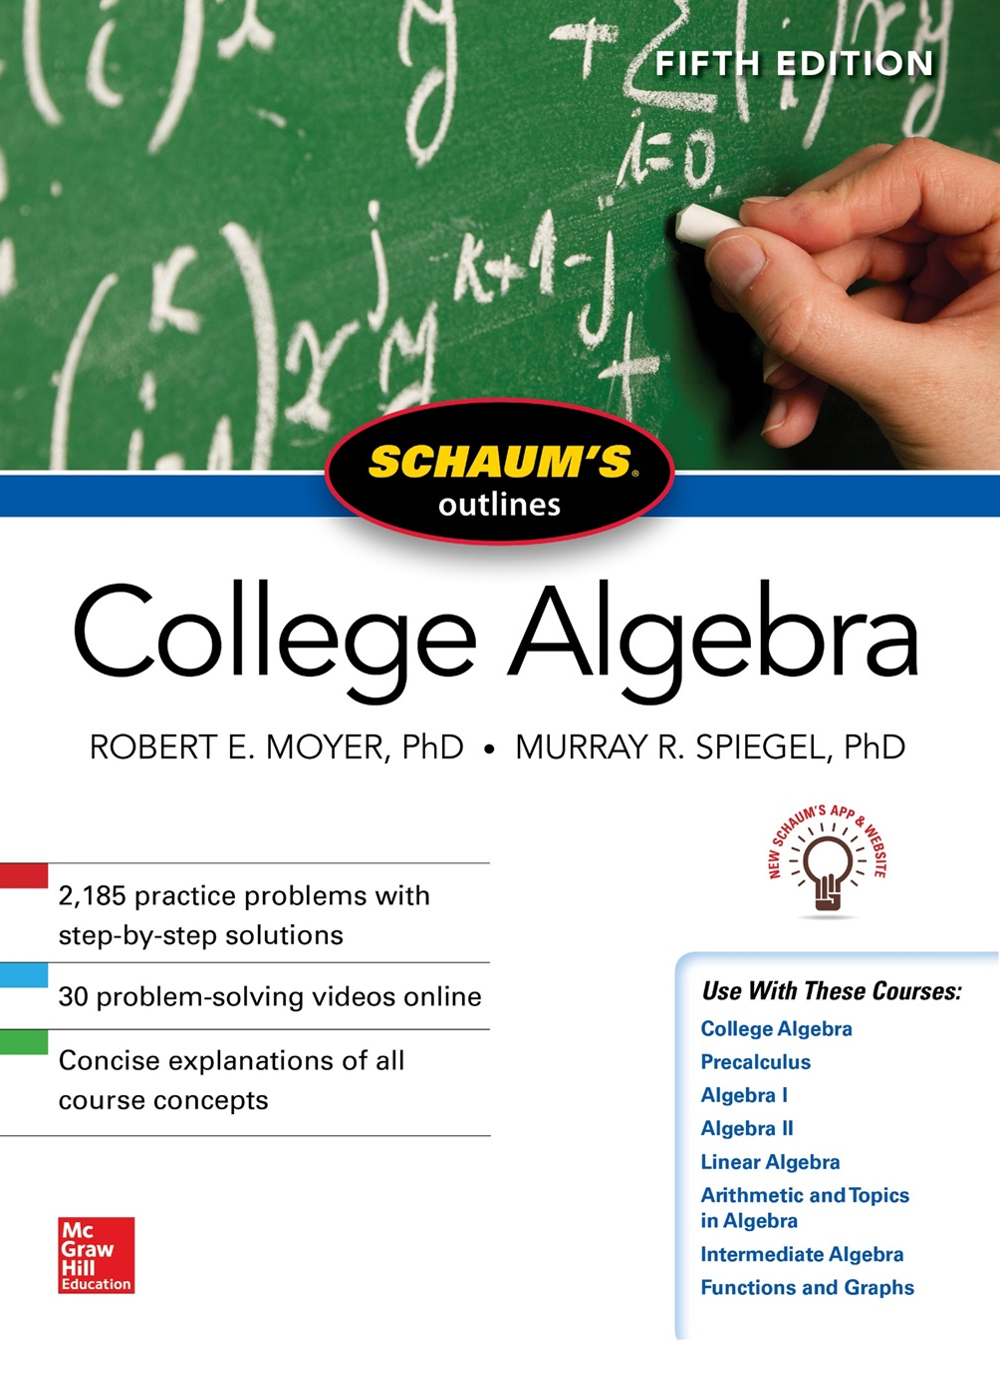 FIFTH EDITION
i=0
k
j
k+1-j
x y
+
SCHAUM'S®
outlines
College Algebra
ROBERT E. MOYER, PhD • MURRAY R. SPIEGEL, PhD
NEW SCHAUM'S APP & WEBSITE
2,185 practice problems with
step-by-step solutions
30 problem-solving videos online
Concise explanations of all
course concepts
Use With These Courses:
College Algebra
Precalculus
Algebra I
Algebra II
Linear Algebra
Arithmetic and Topics
in Algebra
Intermediate Algebra
Functions and Graphs
Mc
Graw
Hill
Education